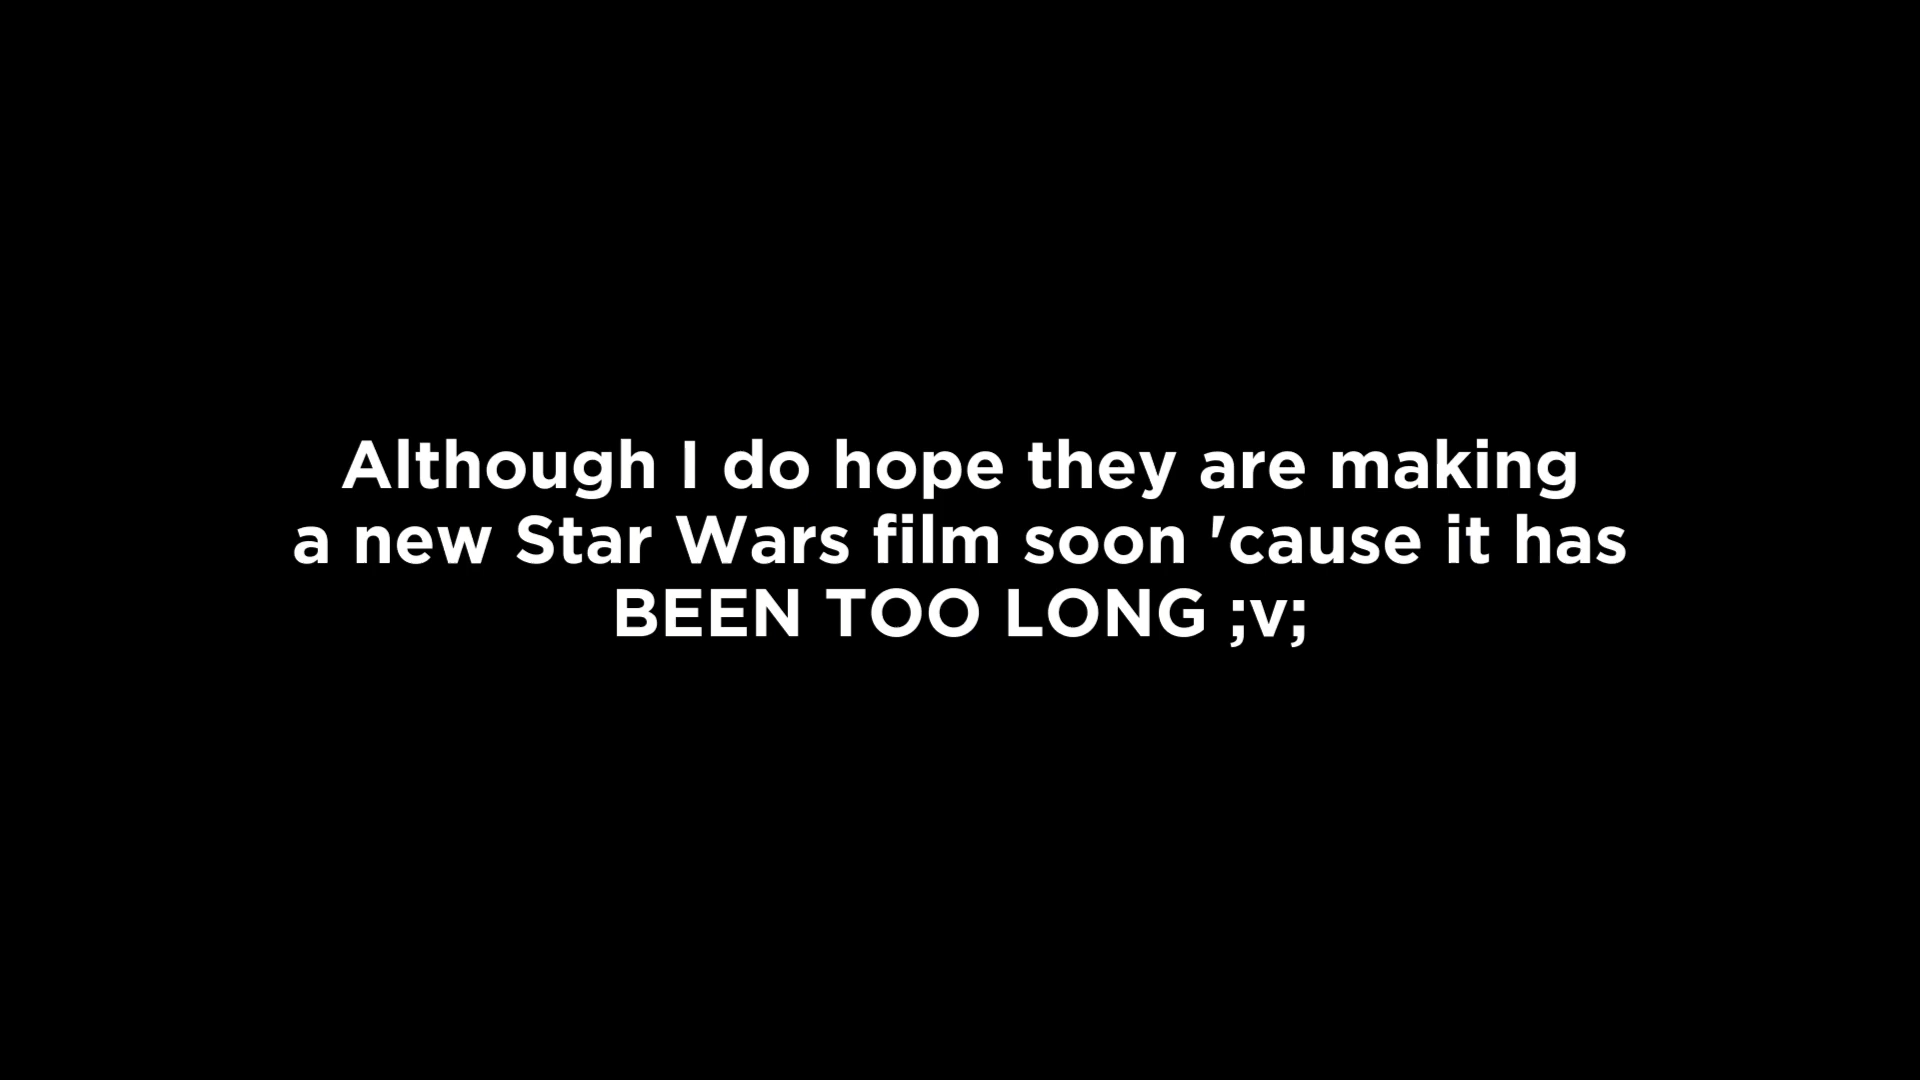 Although I do hope they are making
a new Star Wars film soon 'cause it has
BEEN TOO LONG ;v;